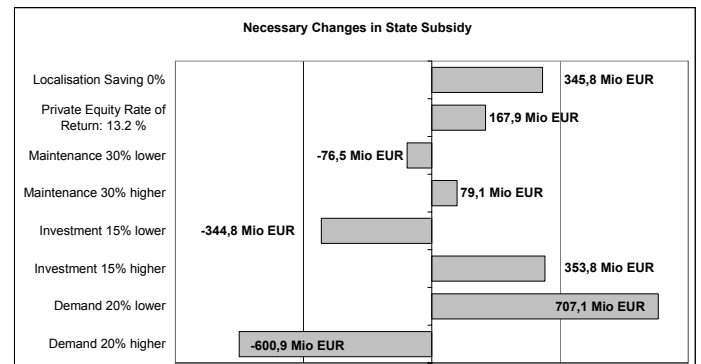 Necessary Changes in State Subsidy
Localisation Saving 0%
345,8 Mio EUR
Private Equity Rate of
Return: 13.2 %
167,9 Mio EUR
Maintenance 30% lower
-76,5 Mio EUR
Maintenance 30% higher
79,1 Mio EUR
Investment 15% lower
-344,8 Mio EUR
Investment 15% higher
353,8 Mio EUR
Demand 20% lower
707,1 Mio EUR
Demand 20% higher
-600,9 Mio EUR